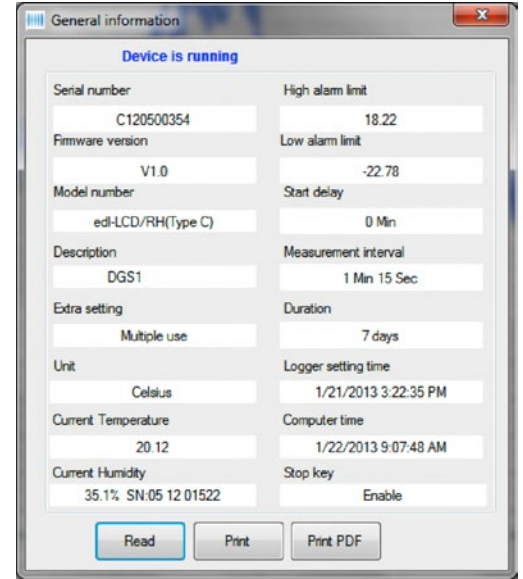 General information
Device is running
Serial number High alarm limit
C120500354 18.22
Firmware version Low alarm limit
V1.0 -22.78
Model number Start delay
edl-LCD/RH(Type C) 0 Min
Description Measurement interval
DGS1 1 Min 15 Sec
Extra setting Duration
Multiple use 7 days
Unit Logger setting time
Celsius 1/21/2013 3:22:35 PM
Current Temperature Computer time
20.12 1/22/2013 9:07:48 AM
Current Humidity Stop key
35.1% SN:05 12 01522 Enable
Read Print Print PDF